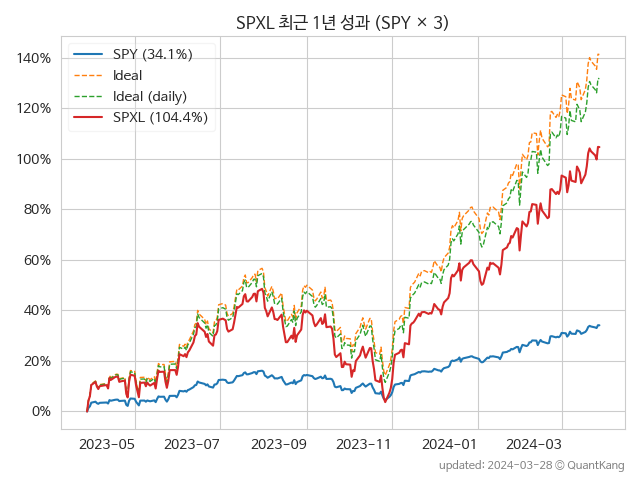 SPXL 최근 1년 성과 (SPY × 3)
SPY (34.1%)
Ideal
Ideal (daily)
SPXL (104.4%)
140%
120%
100%
80%
60%
40%
20%
0%
2023-05 2023-07 2023-09 2023-11 2024-01 2024-03
updated: 2024-03-28 © QuantKang